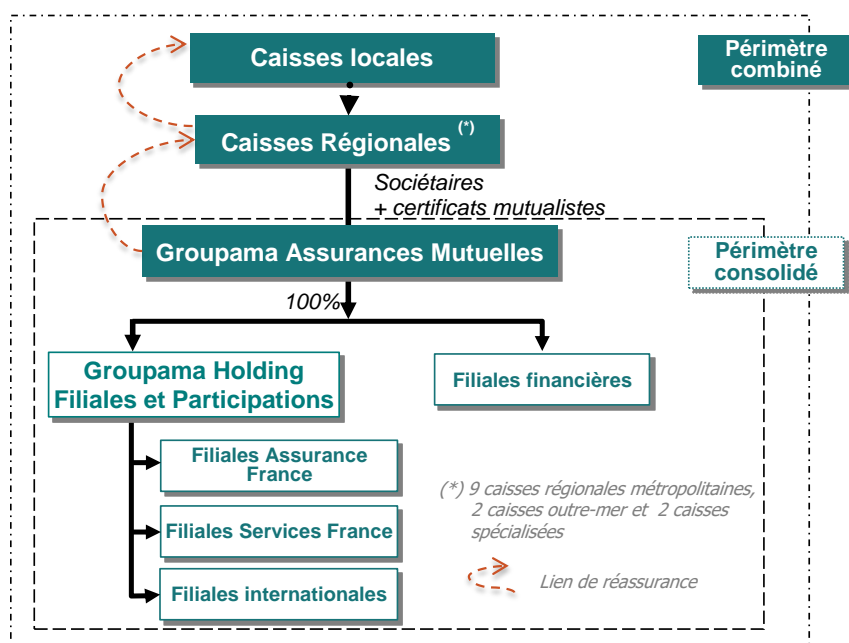 Caisses locales
Périmètre
combiné
Caisses Régionales (*)
Sociétaires
+ certificats mutualistes
Groupama Assurances Mutuelles
Périmètre
consolidé
100%
Groupama Holding
Filiales et Participations
Filiales financières
Filiales Assurance
France
Filiales Services France
Filiales internationales
(*) 9 caisses régionales métropolitaines,
2 caisses outre-mer et 2 caisses
spécialisées
Lien de réassurance